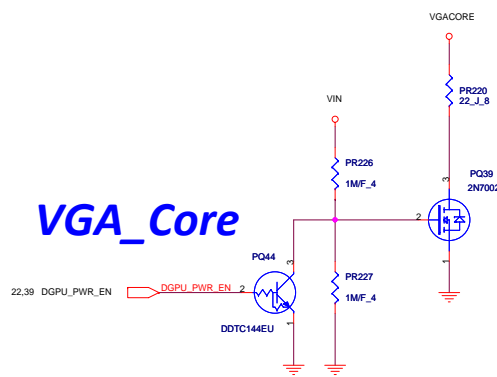 VGACORE
PR220
22_J_8
VIN
3
PQ39
2N7002
PR226
1M/F_4
2
1
VGA_Core
PQ44
3
22,39 DGPU_PWR_EN
DGPU_PWR_EN
2
PR227
1M/F_4
1
DDTC144EU